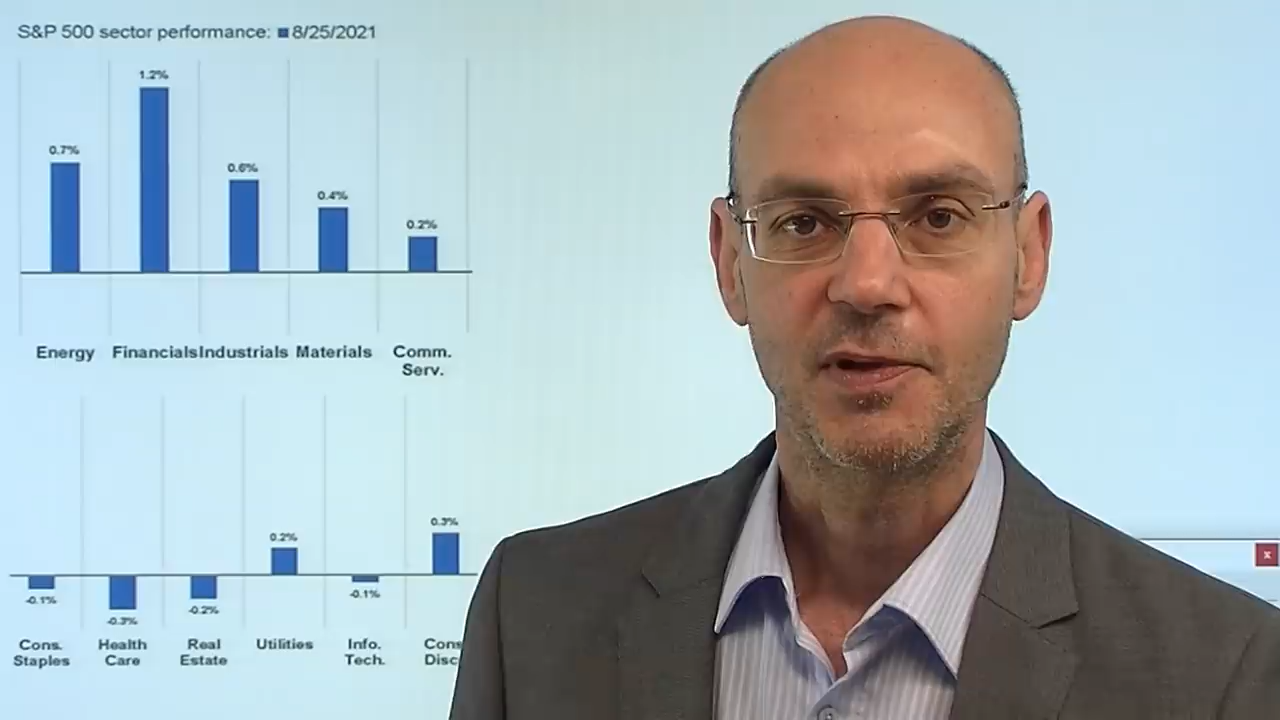 S&P 500 sector performance: 8/25/2021
1.2%
0.7%
0.6%
0.4%
0.2%
Energy FinancialsIndustrials Materials Comm.
Serv.
0.3%
0.2%
-0.1% -0.3% -0.2% -0.1%
Cons. Health Real Utilities Info. Cons
Staples Care Estate Tech. Disc
x